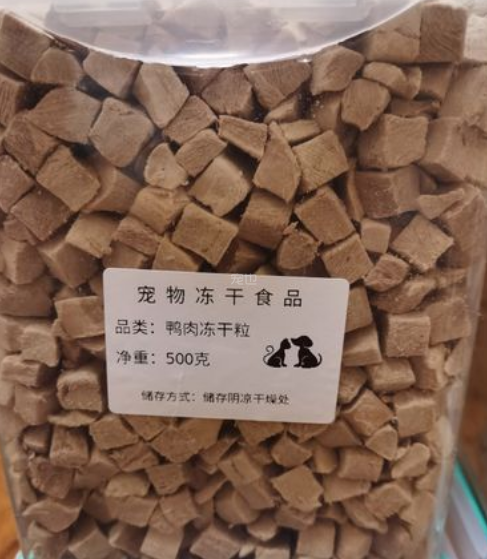 宠物冻干食品
品类：鸭肉冻干粒
净重：500克
储存方式：储存阴凉干燥处